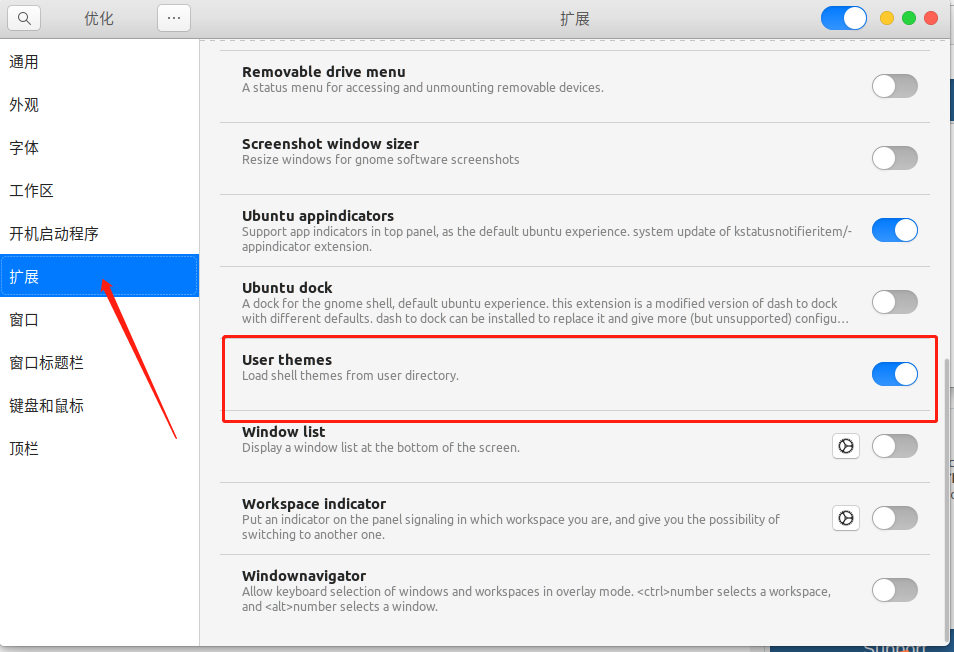 优化
扩展
通用
外观
字体
工作区
开机启动程序
扩展
窗口
窗口标题栏
键盘和鼠标
顶栏
Removable drive menu
A status menu for accessing and unmounting removable devices.
Screenshot window sizer
Resize windows for gnome software screenshots
Ubuntu appindicators
Support app indicators in top panel, as the default ubuntu experience. system update of kstatusnotifieritem/-
appindicator extension.
Ubuntu dock
A dock for the gnome shell, default ubuntu experience. this extension is a modified version of dash to dock
with different defaults. dash to dock can be installed to replace it and give more (but unsupported) configu…
User themes
Load shell themes from user directory.
Window list
Display a window list at the bottom of the screen.
Workspace indicator
Put an indicator on the panel signaling in which workspace you are, and give you the possibility of
switching to another one.
Windownavigator
Allow keyboard selection of windows and workspaces in overlay mode. <ctrl>number selects a workspace,
and <alt>number selects a window.
Support